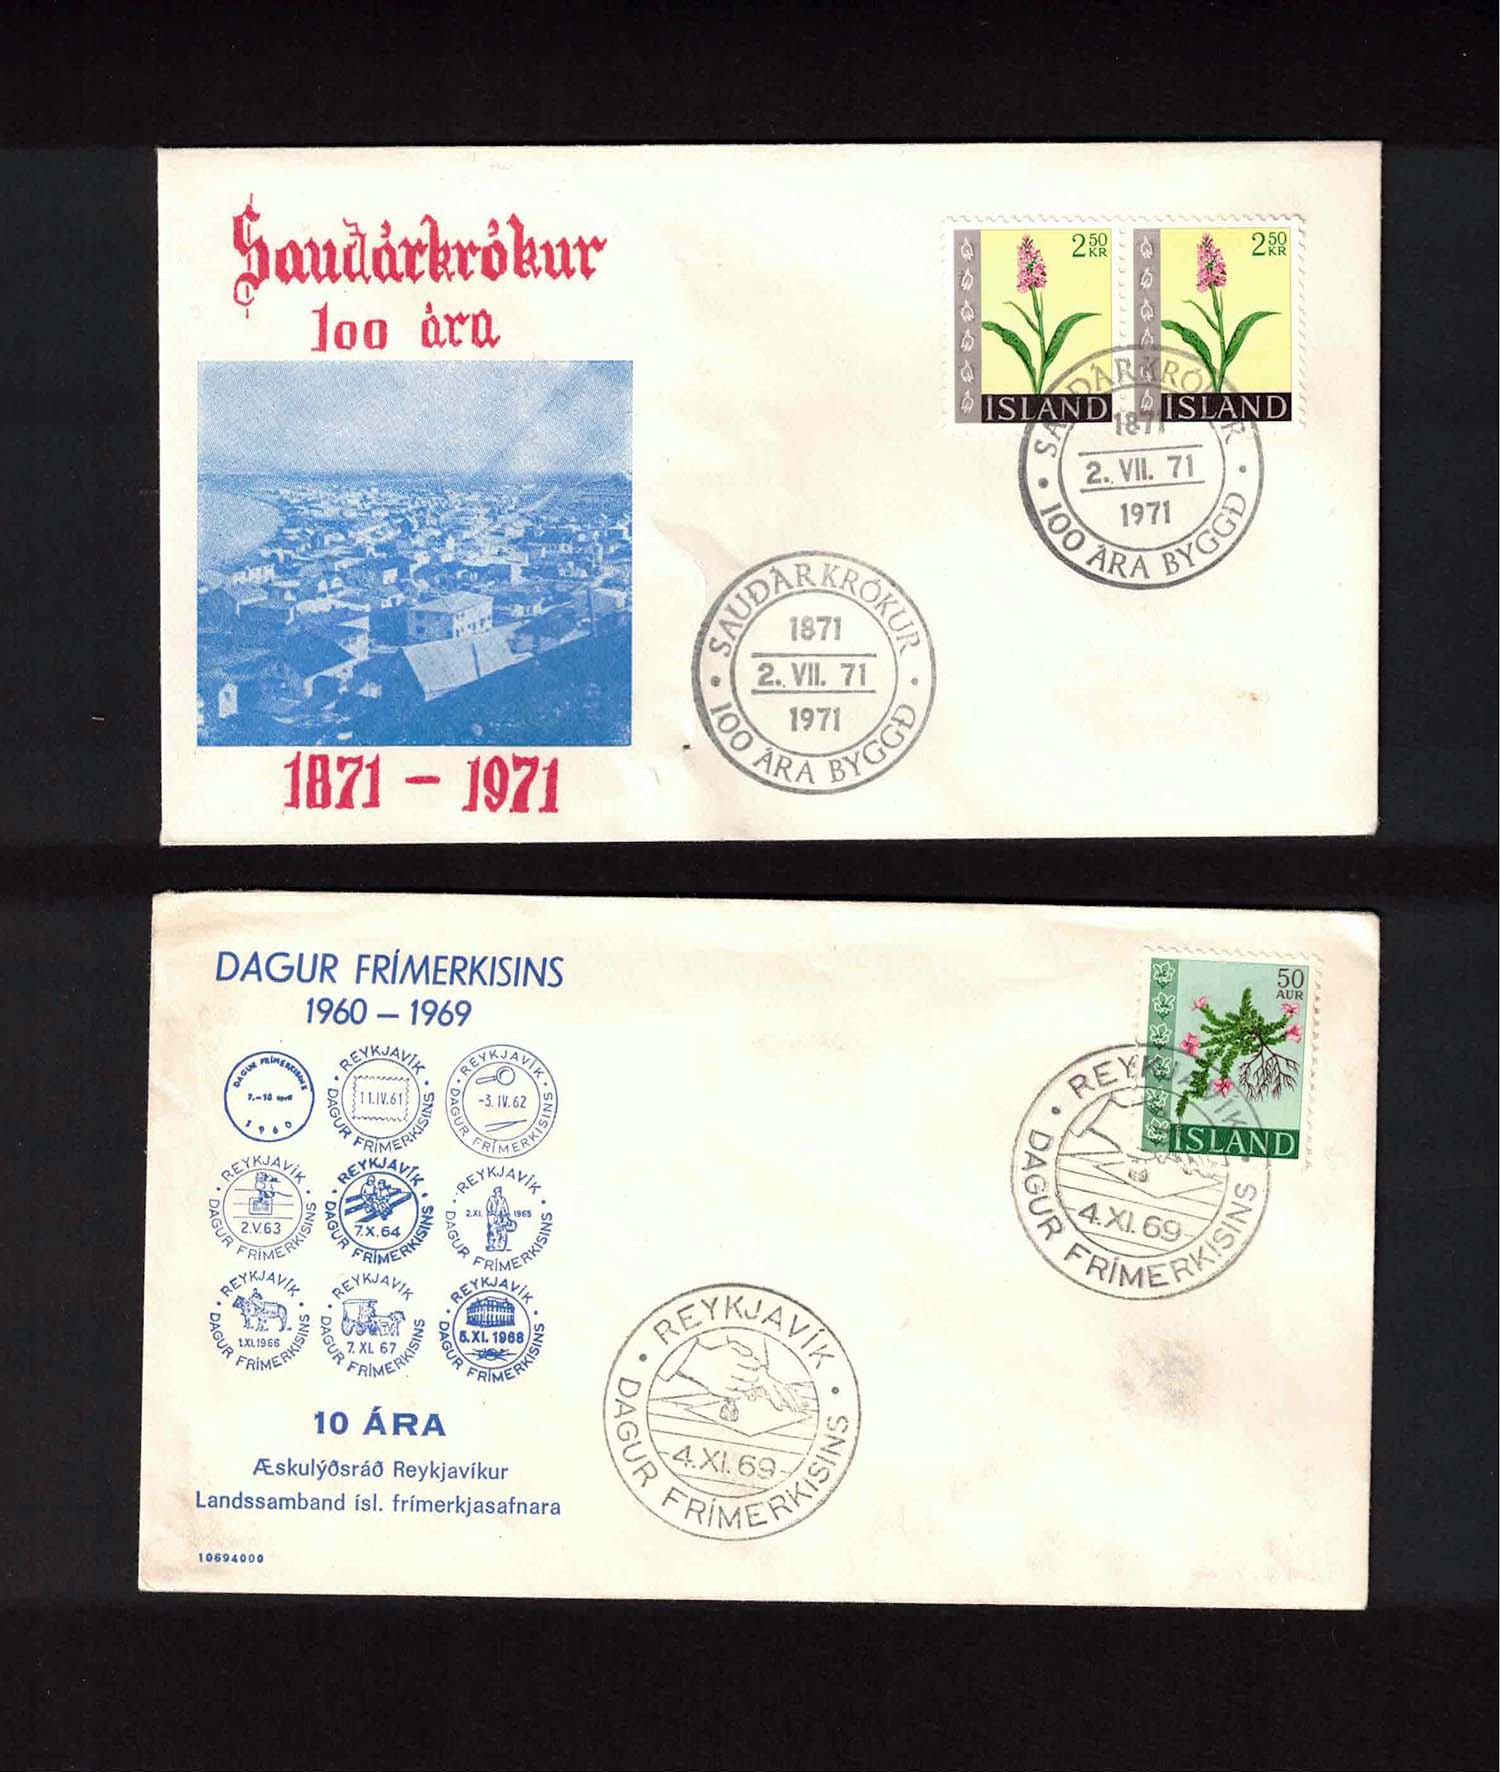 Sauðárkrókur
100 ára
1871 – 1971
2 50 KR
ÍSLAND
2 50 KR
ÍSLAND
SAUÐÁRKRÓKUR
1871
2. VII. 71
1971
100 ÁRA BYGGÐ
SAUÐÁRKRÓKUR
1871
2. VII. 71
1971
100 ÁRA BYGGÐ
DAGUR FRÍMERKISINS
1960 – 1969
DAGUR FRÍMERKISINS
7.–10 apríl
1960
REYKJAVÍK
11.IV.61
DAGUR FRÍMERKISINS
REYKJAVÍK
-3. IV. 62
DAGUR FRÍMERKISINS
REYKJAVÍK
2.V.63
DAGUR FRÍMERKISINS
REYKJAVÍK
7.X.64
DAGUR FRÍMERKISINS
REYKJAVÍK
2.XI. 1965
DAGUR FRÍMERKISINS
REYKJAVÍK
1.XI.1966
DAGUR FRÍMERKISINS
REYKJAVÍK
7. XI. 67
DAGUR FRÍMERKISINS
REYKJAVÍK
5.XI. 1968
DAGUR FRÍMERKISINS
10 ÁRA
Æskulýðsráð Reykjavíkur
Landssamband ísl. frímerkjasafnara
10694000
50
AUR
ÍSLAND
REYKJAVÍK
4.XI.69
DAGUR FRÍMERKISINS
REYKJAVÍK
4.XI.69
DAGUR FRÍMERKISINS